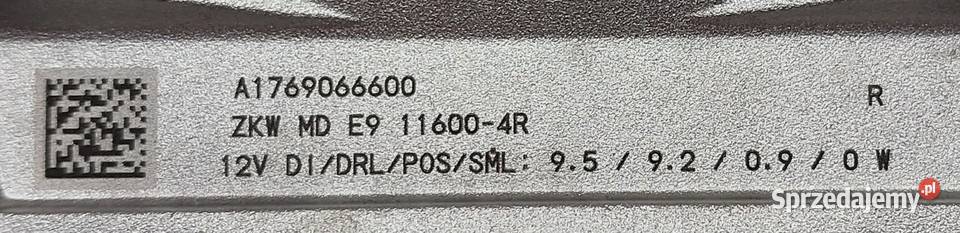 A1769066600
R
ZKW MD E9 11600-4R
12V DI/DRL/POS/SML: 9.5 / 9.2 / 0.9 / 0 W
Sprzedajemy.pl